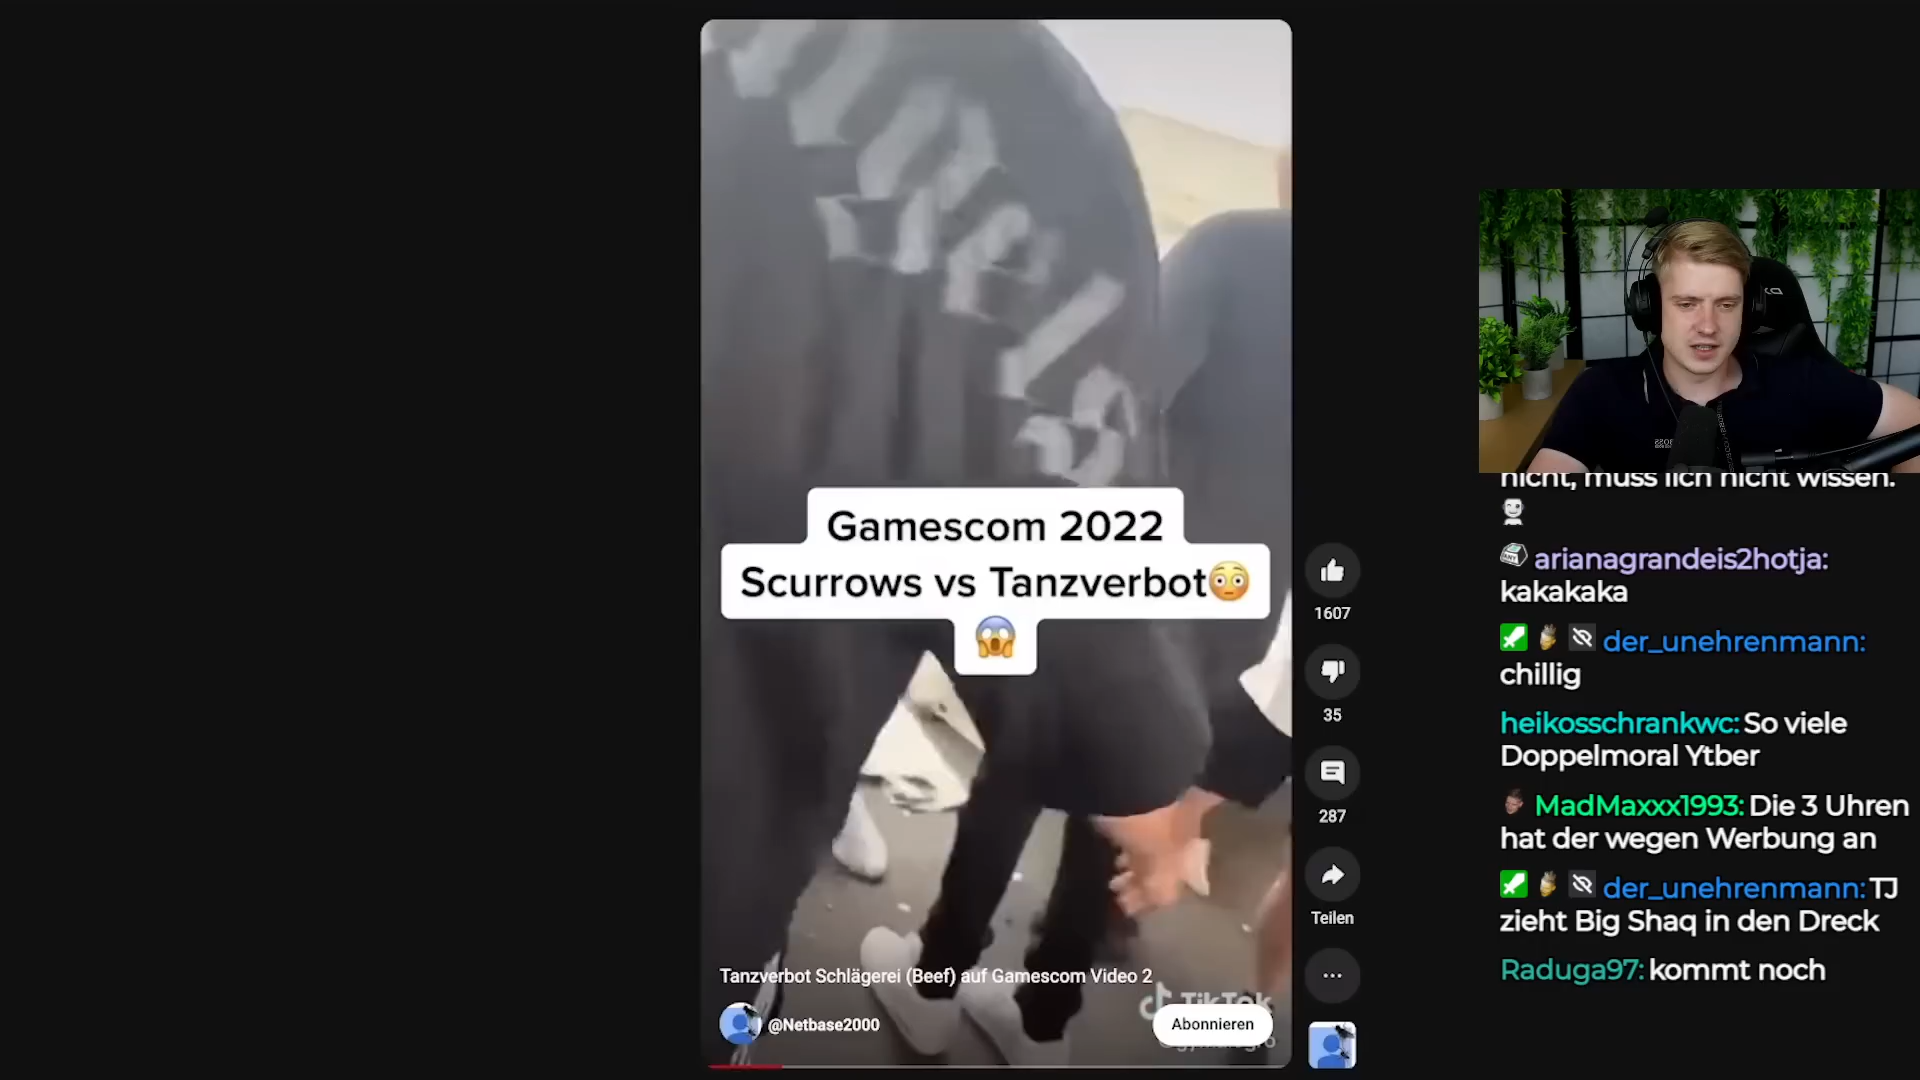 Gamescom 2022
Scurrows vs Tanzverbot😳
😱
1607
35
287
Teilen
Tanzverbot Schlägerei (Beef) auf Gamescom Video 2
@Netbase2000
Abonnieren
TikTok
BOSS
nicht, muss iich nicht wissen.
arianagrandeis2hotja:
kakakaka
der_unehrenmann:
chillig
heikosschrankwc: So viele
Doppelmoral Ytber
MadMaxxx1993: Die 3 Uhren
hat der wegen Werbung an
der_unehrenmann: TJ
zieht Big Shaq in den Dreck
Raduga97: kommt noch